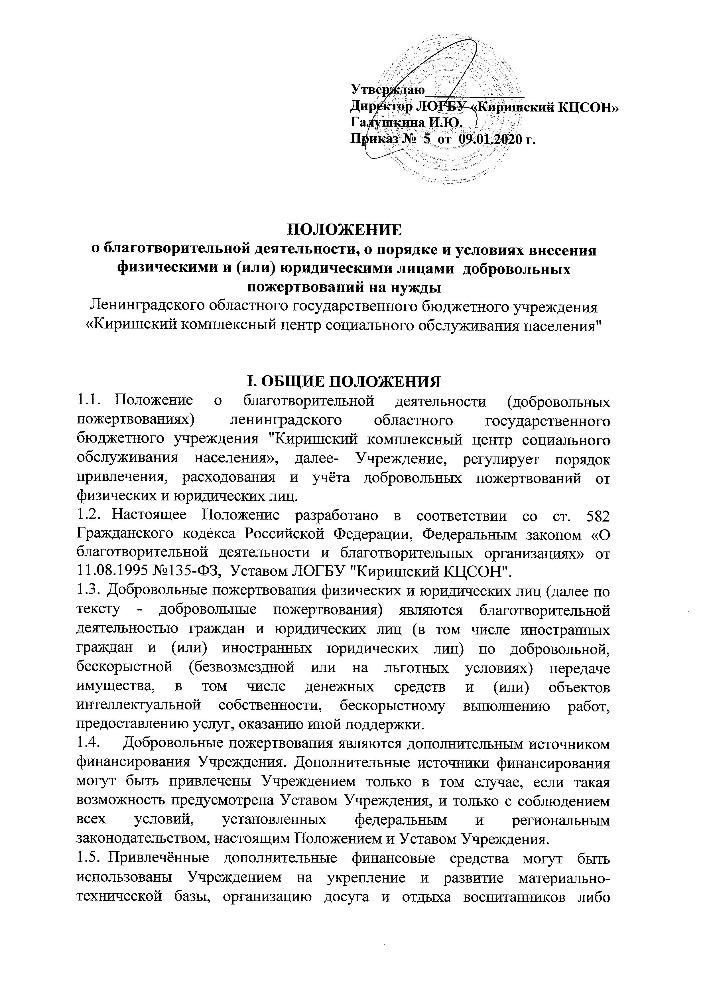 Утверждаю______________
Директор ЛОГБУ «Киришский КЦСОН»
Галушкина И.Ю.
Приказ № 5 от 09.01.2020 г.
ПОЛОЖЕНИЕ
о благотворительной деятельности, о порядке и условиях внесения
физическими и (или) юридическими лицами добровольных
пожертвований на нужды
Ленинградского областного государственного бюджетного учреждения
«Киришский комплексный центр социального обслуживания населения"
I. ОБЩИЕ ПОЛОЖЕНИЯ
1.1. Положение о благотворительной деятельности (добровольных
пожертвованиях) ленинградского областного государственного
бюджетного учреждения "Киришский комплексный центр социального
обслуживания населения», далее- Учреждение, регулирует порядок
привлечения, расходования и учёта добровольных пожертвований от
физических и юридических лиц.
1.2. Настоящее Положение разработано в соответствии со ст. 582
Гражданского кодекса Российской Федерации, Федеральным законом «О
благотворительной деятельности и благотворительных организациях» от
11.08.1995 №135-ФЗ, Уставом ЛОГБУ "Киришский КЦСОН".
1.3. Добровольные пожертвования физических и юридических лиц (далее по
тексту - добровольные пожертвования) являются благотворительной
деятельностью граждан и юридических лиц (в том числе иностранных
граждан и (или) иностранных юридических лиц) по добровольной,
бескорыстной (безвозмездной или на льготных условиях) передаче
имущества, в том числе денежных средств и (или) объектов
интеллектуальной собственности, бескорыстному выполнению работ,
предоставлению услуг, оказанию иной поддержки.
1.4. Добровольные пожертвования являются дополнительным источником
финансирования Учреждения. Дополнительные источники финансирования
могут быть привлечены Учреждением только в том случае, если такая
возможность предусмотрена Уставом Учреждения, и только с соблюдением
всех условий, установленных федеральным и региональным
законодательством, настоящим Положением и Уставом Учреждения.
1.5. Привлечённые дополнительные финансовые средства могут быть
использованы Учреждением на укрепление и развитие материально-
технической базы, организацию досуга и отдыха воспитанников либо